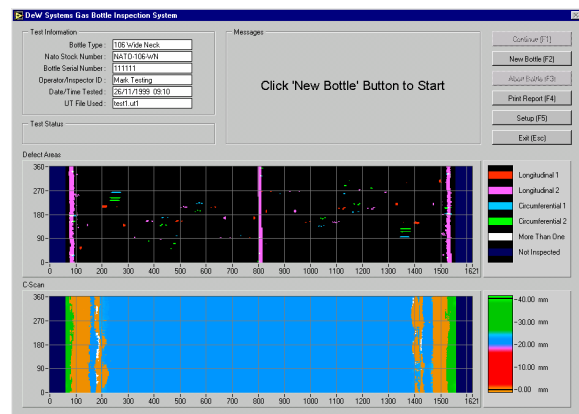 DeW Systems Gas Bottle Inspection System
Test Information
Bottle Type : 106 Wide Neck
Nato Stock Number : NATO-106-WN
Bottle Serial Number : 111111
Operator/Inspector ID : Mark Testing
Date/Time Tested : 26/11/1999 09:10
UT File Used : test1.ut1
Test Status
Messages
Click 'New Bottle' Button to Start
Continue (F1)
New Bottle (F2)
Abort Bottle (F3)
Print Report (F4)
Setup (F5)
Exit (Esc)
Defect Areas
360
270
180
90
0
0 100 200 300 400 500 600 700 800 900 1000 1100 1200 1300 1400 1500 1621
Longitudinal 1
Longitudinal 2
Circumferential 1
Circumferential 2
More Than One
Not Inspected
C-Scan
360
270
180
90
0
0 100 200 300 400 500 600 700 800 900 1000 1100 1200 1300 1400 1500 1621
40.00 mm
30.00 mm
20.00 mm
10.00 mm
0.00 mm